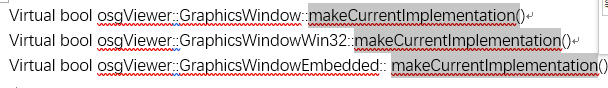 Virtual bool osgViewer::GraphicsWindow::makeCurrentImplementation()
Virtual bool osgViewer::GraphicsWindowWin32::makeCurrentImplementation()
Virtual bool osgViewer::GraphicsWindowEmbedded:: makeCurrentImplementation()